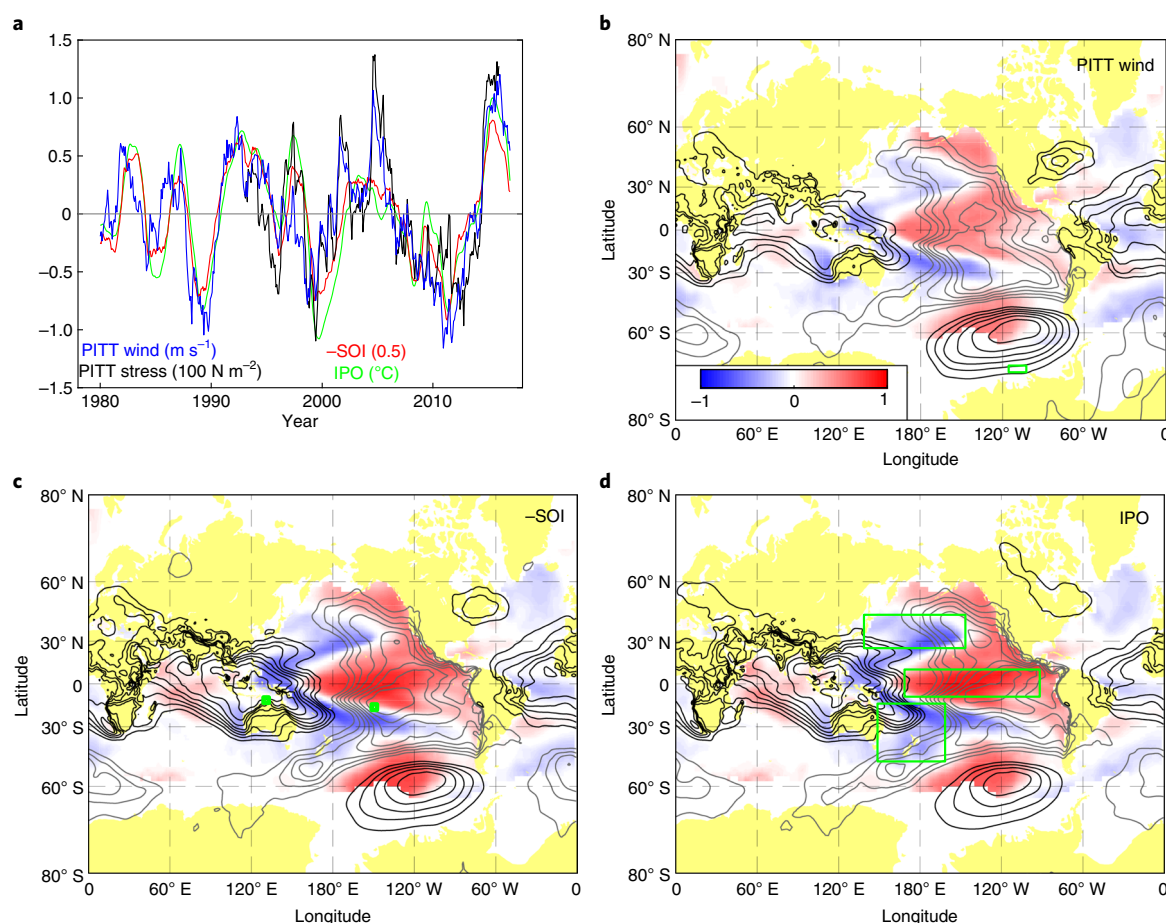 a
1.5
1.0
0.5
0
−0.5
−1.0
−1.5
PITT wind (m s⁻¹)
−SOI (0.5)
PITT stress (100 N m⁻²)
IPO (°C)
1980
1990
2000
2010
Year
b
80° N
60° N
30° N
0
30° S
60° S
80° S
Latitude
PITT wind
−1
0
1
0
60° E
120° E
180° E
120° W
60° W
0
Longitude
c
80° N
60° N
30° N
0
30° S
60° S
80° S
Latitude
−SOI
0
60° E
120° E
180° E
120° W
60° W
0
Longitude
d
80° N
60° N
30° N
0
30° S
60° S
80° S
Latitude
IPO
0
60° E
120° E
180° E
120° W
60° W
0
Longitude